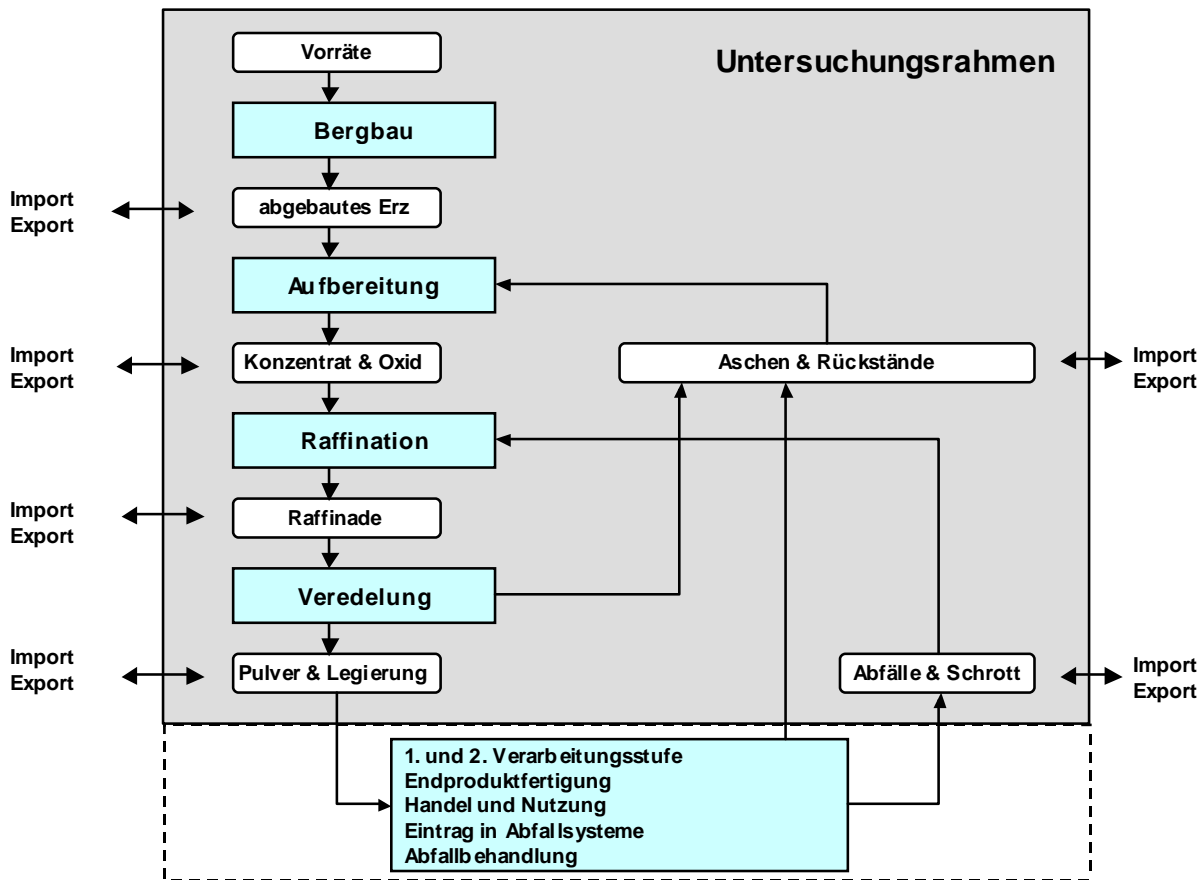 Vorräte
Untersuchungsrahmen
Bergbau
Import
Export
abgebautes Erz
Aufbereitung
Import
Export
Konzentrat & Oxid
Aschen & Rückstände
Import
Export
Raffination
Import
Export
Raffinade
Veredelung
Import
Export
Pulver & Legierung
Abfälle & Schrott
Import
Export
1. und 2. Verarbeitungsstufe
Endproduktfertigung
Handel und Nutzung
Eintrag in Abfallsysteme
Abfallbehandlung